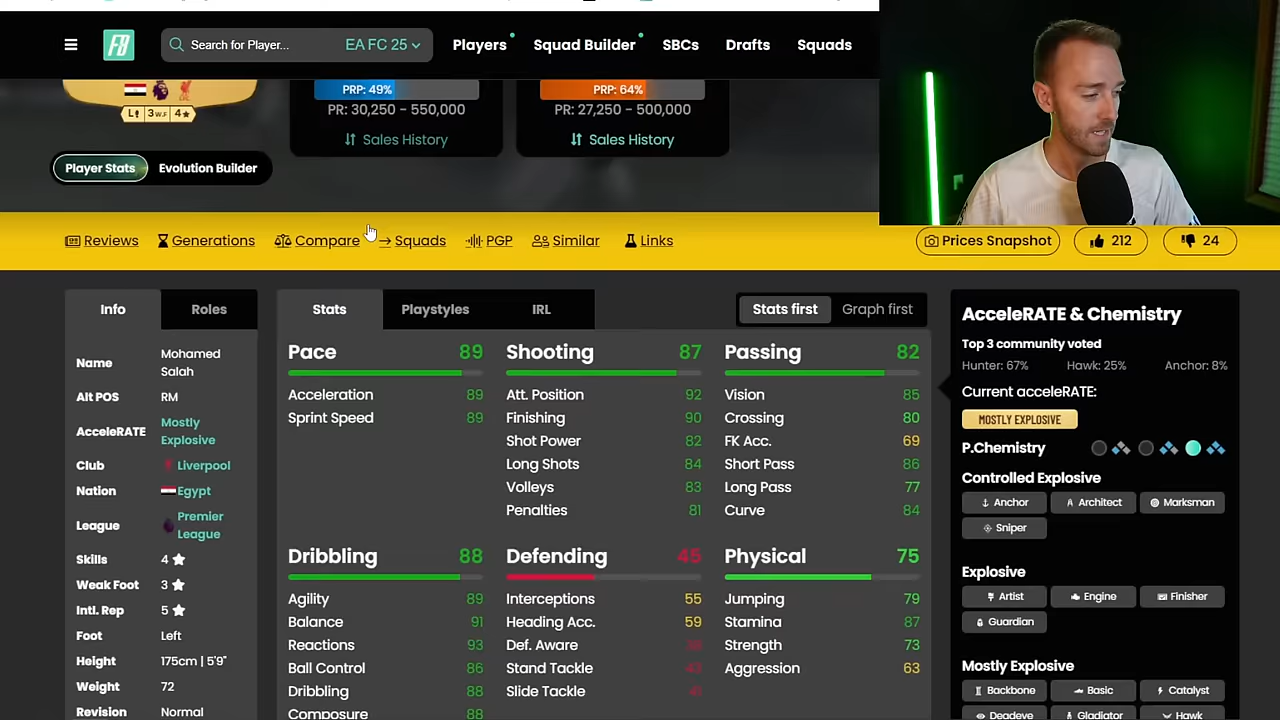 FB
Search for Player...
EA FC 25
Players
Squad Builder
SBCs
Drafts
Squads
L
3 W.F
4★
PRP: 49%
PR: 30,250 - 550,000
Sales History
PRP: 64%
PR: 27,250 - 500,000
Sales History
Player Stats
Evolution Builder
Reviews
Generations
Compare
Squads
PGP
Similar
Links
Prices Snapshot
212
24
Info
Roles
Name
Mohamed
Salah
Alt POS
RM
AcceleRATE
Mostly
Explosive
Club
Liverpool
Nation
Egypt
League
Premier
League
Skills
4 ★
Weak Foot
3 ★
Intl. Rep
5 ★
Foot
Left
Height
175cm | 5'9"
Weight
72
Revision
Normal
Stats
Playstyles
IRL
Stats first
Graph first
Pace 89
Acceleration 89
Sprint Speed 89
Shooting 87
Att. Position 92
Finishing 90
Shot Power 82
Long Shots 84
Volleys 83
Penalties 81
Passing 82
Vision 85
Crossing 80
FK Acc. 69
Short Pass 86
Long Pass 77
Curve 84
Dribbling 88
Agility 89
Balance 91
Reactions 93
Ball Control 86
Dribbling 88
Composure 88
Defending 45
Interceptions 55
Heading Acc. 59
Def. Aware
Stand Tackle 43
Slide Tackle 41
Physical 75
Jumping 79
Stamina 87
Strength 73
Aggression 63
AcceleRATE & Chemistry
Top 3 community voted
Hunter: 67%
Hawk: 25%
Anchor: 8%
Current acceleRATE:
MOSTLY EXPLOSIVE
P.Chemistry
Controlled Explosive
Anchor
Architect
Marksman
Sniper
Explosive
Artist
Engine
Finisher
Guardian
Mostly Explosive
Backbone
Basic
Catalyst
Deadeye
Gladiator
Hawk